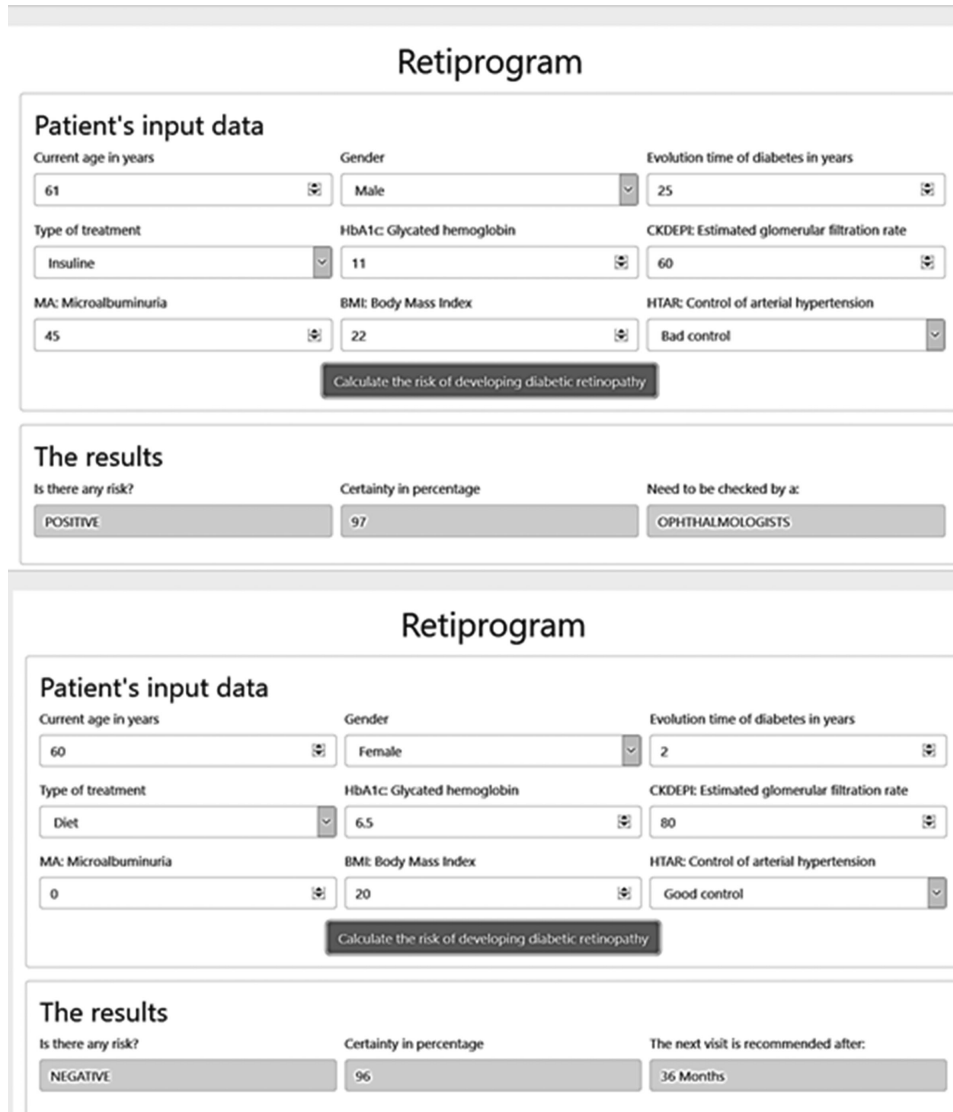 Retiprogram
Patient's input data
Current age in years Gender Evolution time of diabetes in years
61 Male 25
Type of treatment HbA1c: Glycated hemoglobin CKDEPI: Estimated glomerular filtration rate
Insuline 11 60
MA: Microalbuminuria BMI: Body Mass Index HTAR: Control of arterial hypertension
45 22 Bad control
Calculate the risk of developing diabetic retinopathy
The results
Is there any risk? Certainty in percentage Need to be checked by a:
POSITIVE 97 OPHTHALMOLOGISTS
Retiprogram
Patient's input data
Current age in years Gender Evolution time of diabetes in years
60 Female 2
Type of treatment HbA1c: Glycated hemoglobin CKDEPI: Estimated glomerular filtration rate
Diet 6.5 80
MA: Microalbuminuria BMI: Body Mass Index HTAR: Control of arterial hypertension
0 20 Good control
Calculate the risk of developing diabetic retinopathy
The results
Is there any risk? Certainty in percentage The next visit is recommended after:
NEGATIVE 96 36 Months